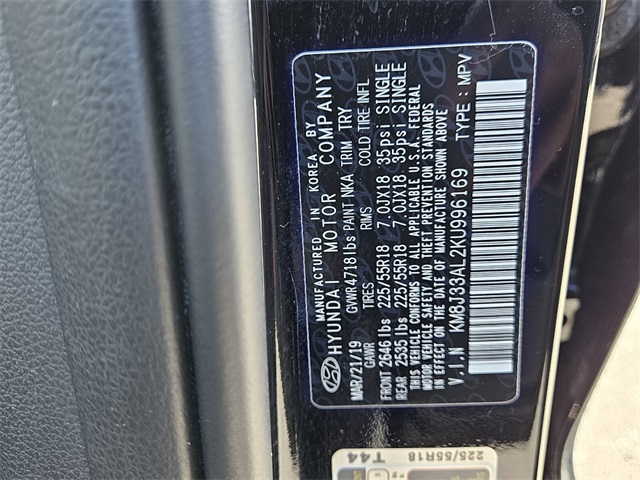 MANUFACTURED IN KOREA BY
HYUNDAI MOTOR COMPANY
MAR/21/19 GVWR4718lbs PAINT NKA TRIM TRY
GAWR TIRES RIMS COLD TIRE INFL
FRONT 2646 lbs 225/55R18 7.0JX18 35psi SINGLE
REAR 2535 lbs 225/55R18 7.0JX18 35psi SINGLE
THIS VEHICLE CONFORMS TO ALL APPLICABLE U.S.A. FEDERAL
MOTOR VEHICLE SAFETY AND THEFT PREVENTION STANDARDS
IN EFFECT ON THE DATE OF MANUFACTURE SHOWN ABOVE
V.I.N KM8J33AL2KU996169 TYPE : MPV
225/55R18
T44